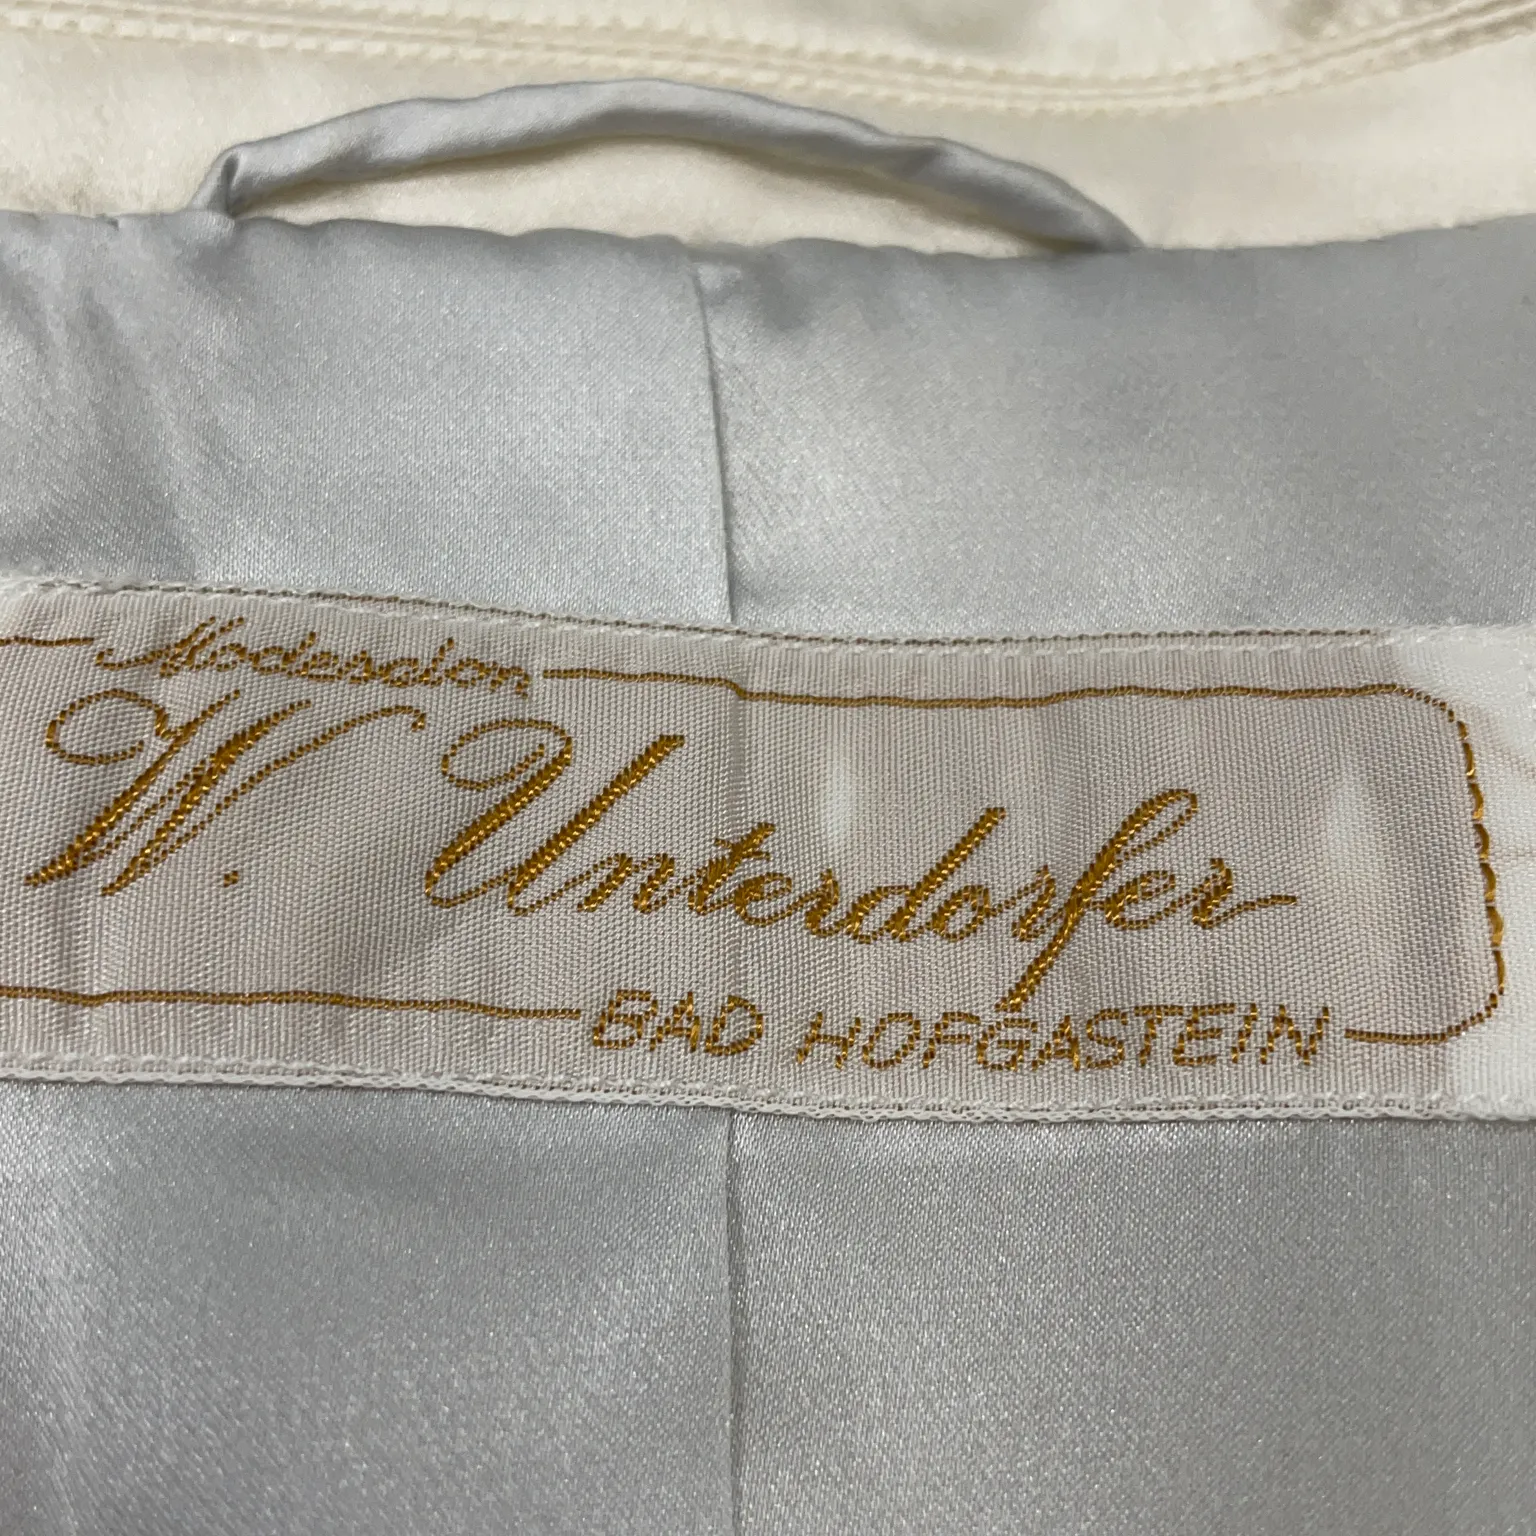 Modesalon
W. Unterdorfer
BAD HOFGASTEIN